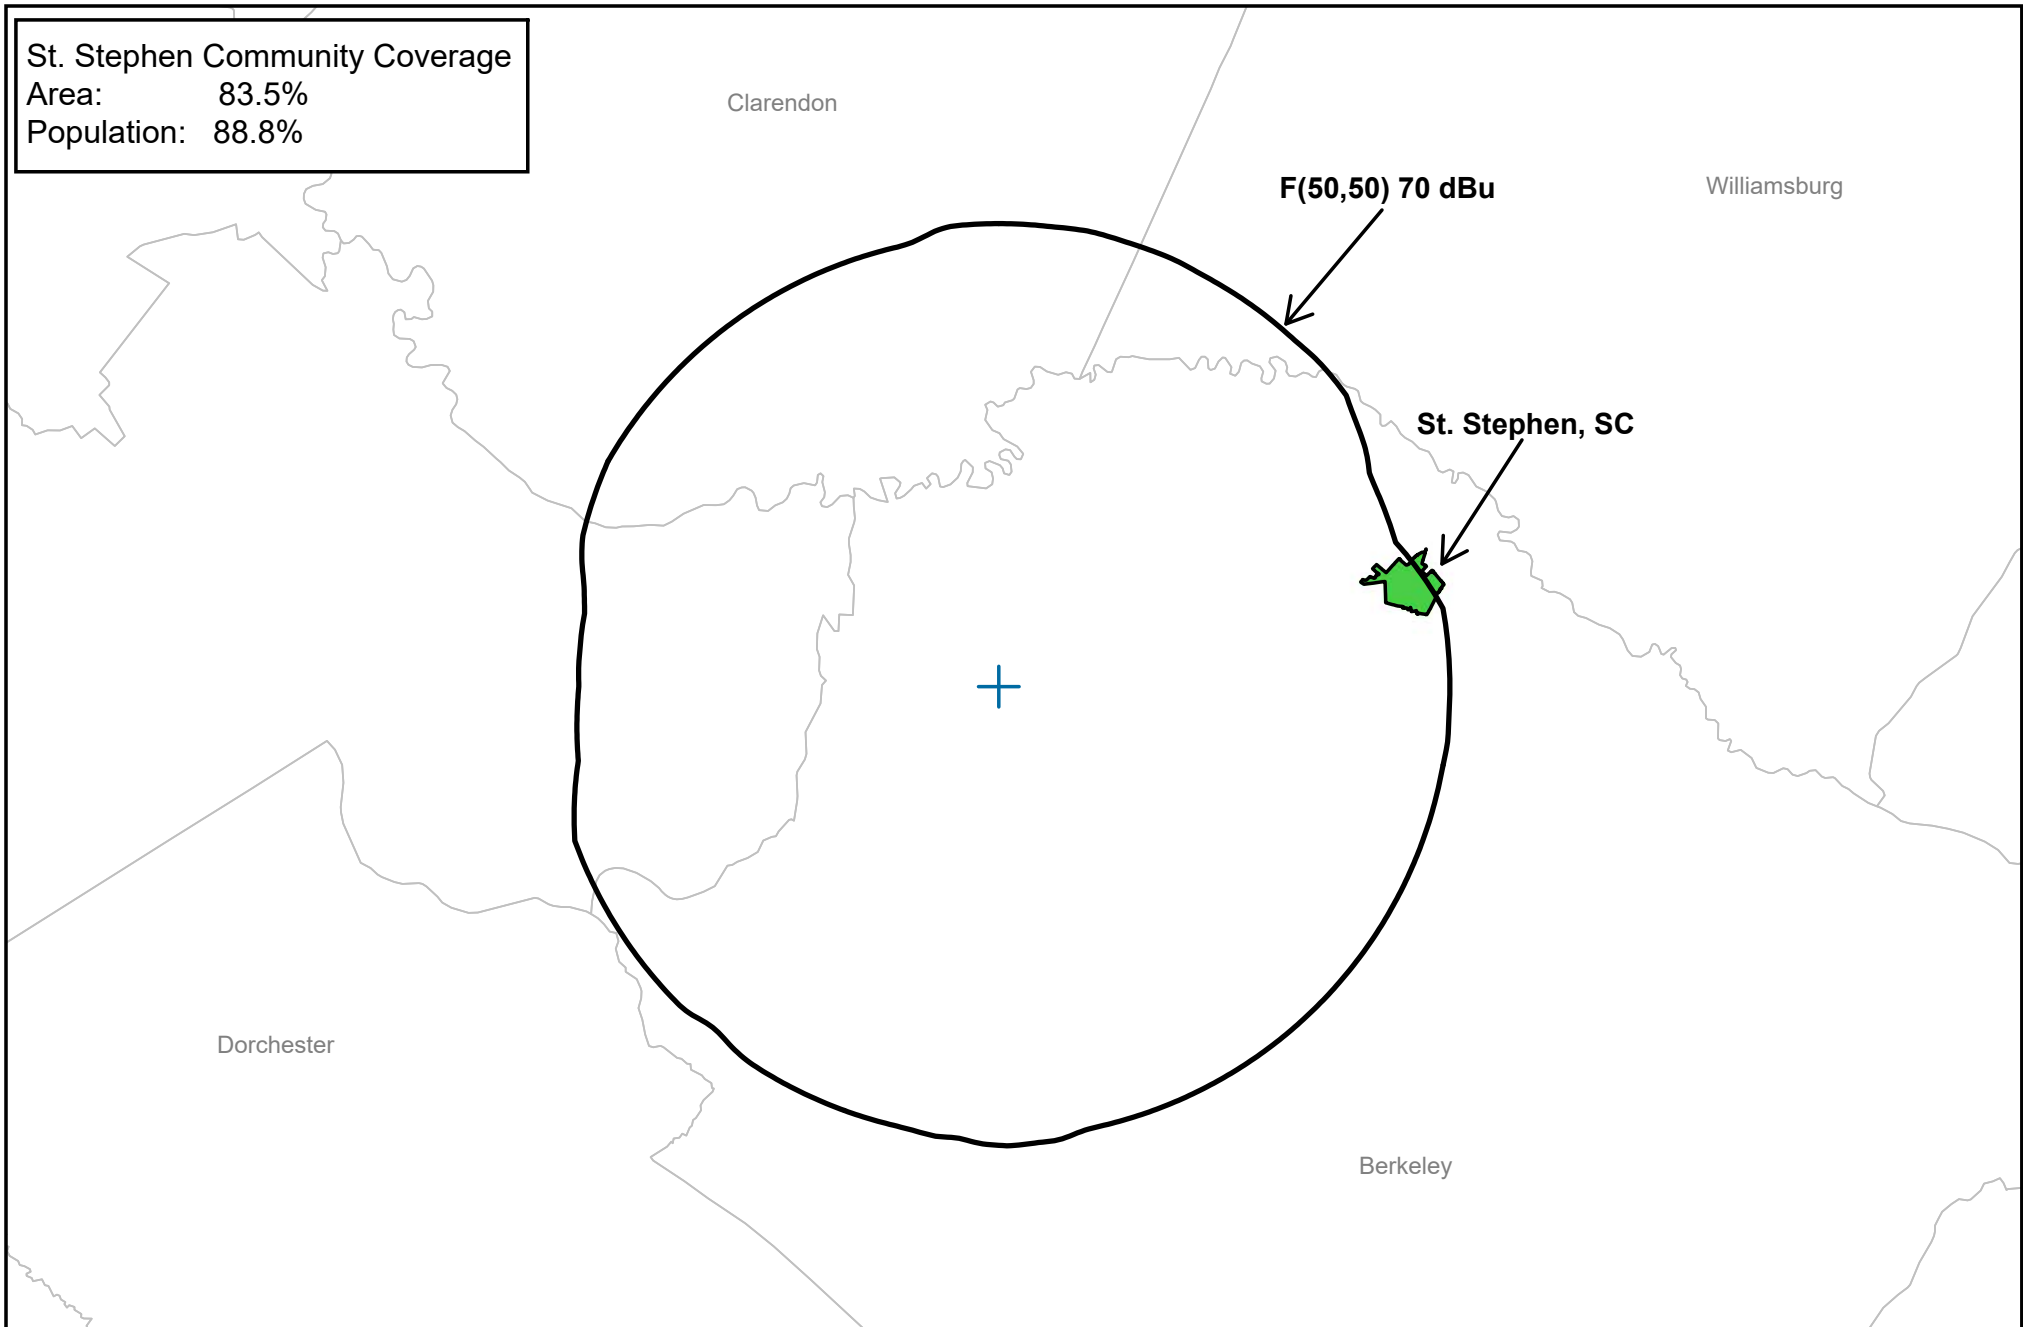 St. Stephen Community Coverage
Area: 83.5%
Population: 88.8%
Clarendon
F(50,50) 70 dBu
Williamsburg
St. Stephen, SC
Dorchester
Berkeley